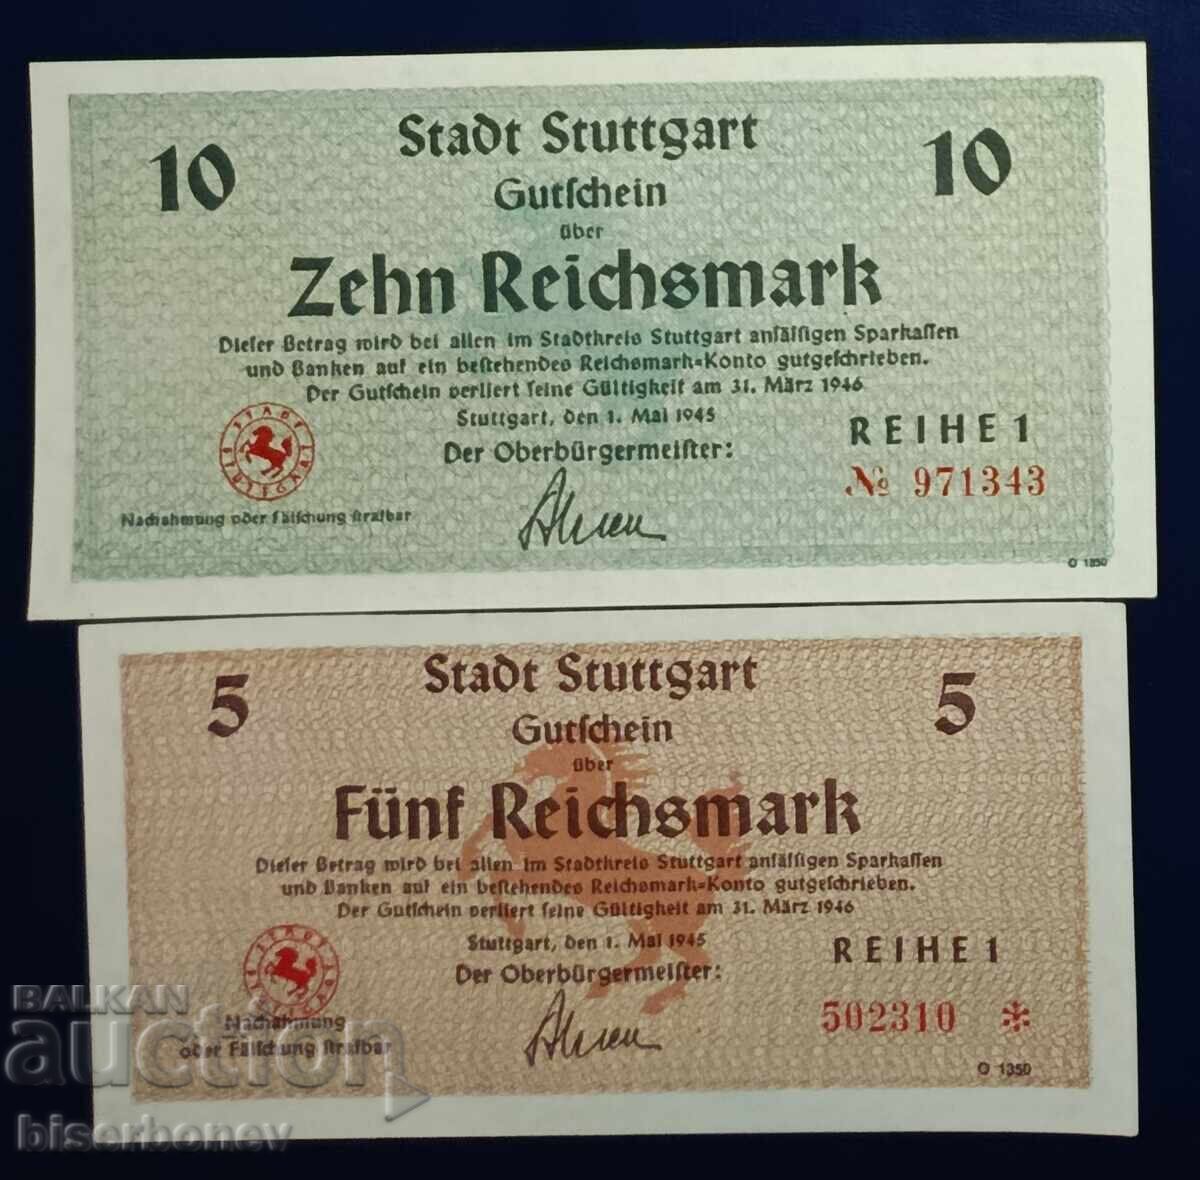 10
Stadt Stuttgart
10
Gutſchein
über
Zehn Reichsmark
Dieſer Betrag wird bei allen im Stadtkreis Stuttgart anſäſſigen Sparkaſſen
und Banken auf ein beſtehendes Reichsmark-Konto gutgeſchrieben.
Der Gutſchein verliert ſeine Gültigkeit am 31. März 1946
Stuttgart, den 1. Mai 1945
Der Oberbürgermeiſter:
REIHE 1
№ 971343
STADT STUTTGART
Nachahmung oder Fälſchung ſtrafbar
O 1350
5
Stadt Stuttgart
5
Gutſchein
über
Fünf Reichsmark
Dieſer Betrag wird bei allen im Stadtkreis Stuttgart anſäſſigen Sparkaſſen
und Banken auf ein beſtehendes Reichsmark-Konto gutgeſchrieben.
Der Gutſchein verliert ſeine Gültigkeit am 31. März 1946
Stuttgart, den 1. Mai 1945
Der Oberbürgermeiſter:
REIHE 1
502310 *
Nachahmung
oder Fälſchung ſtrafbar
O 1350
BALKAN
auction
biserbonev